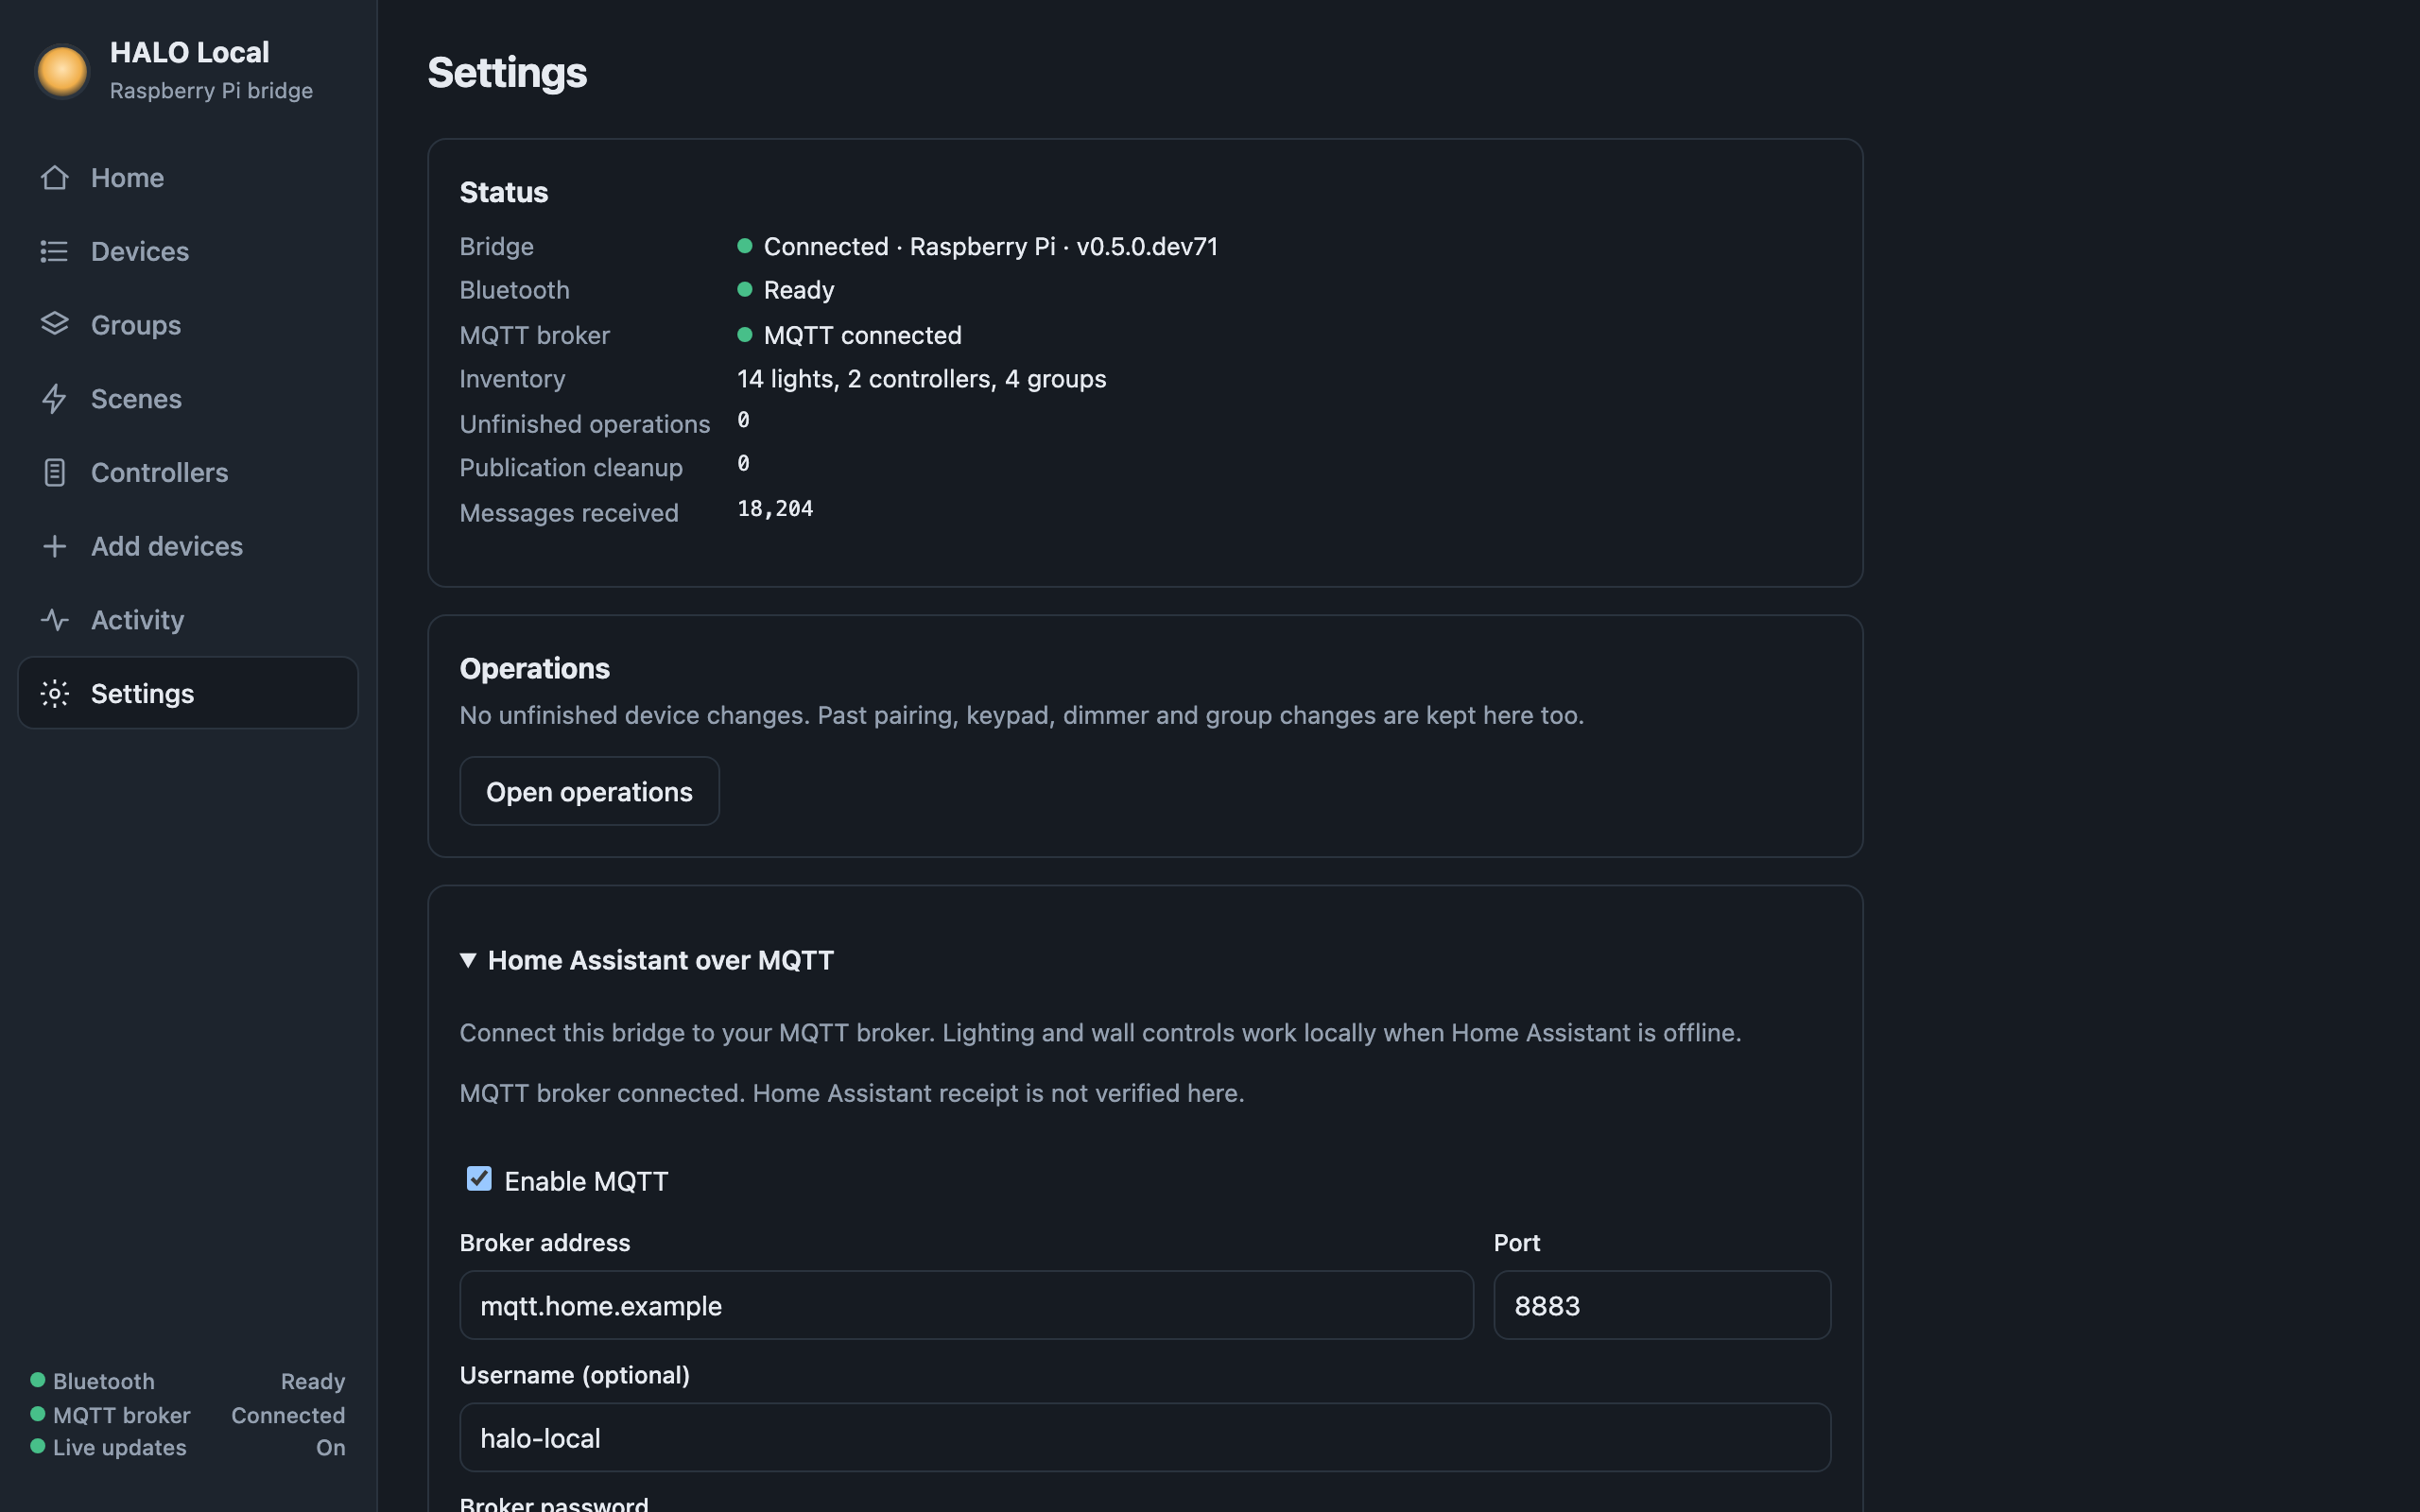 HALO Local
Raspberry Pi bridge
Home
Devices
Groups
Scenes
Controllers
Add devices
Activity
Settings
Bluetooth Ready
MQTT broker Connected
Live updates On
Settings
Status
Bridge Connected · Raspberry Pi · v0.5.0.dev71
Bluetooth Ready
MQTT broker MQTT connected
Inventory 14 lights, 2 controllers, 4 groups
Unfinished operations 0
Publication cleanup 0
Messages received 18,204
Operations
No unfinished device changes. Past pairing, keypad, dimmer and group changes are kept here too.
Open operations
Home Assistant over MQTT
Connect this bridge to your MQTT broker. Lighting and wall controls work locally when Home Assistant is offline.
MQTT broker connected. Home Assistant receipt is not verified here.
Enable MQTT
Broker address Port
mqtt.home.example 8883
Username (optional)
halo-local
Broker password